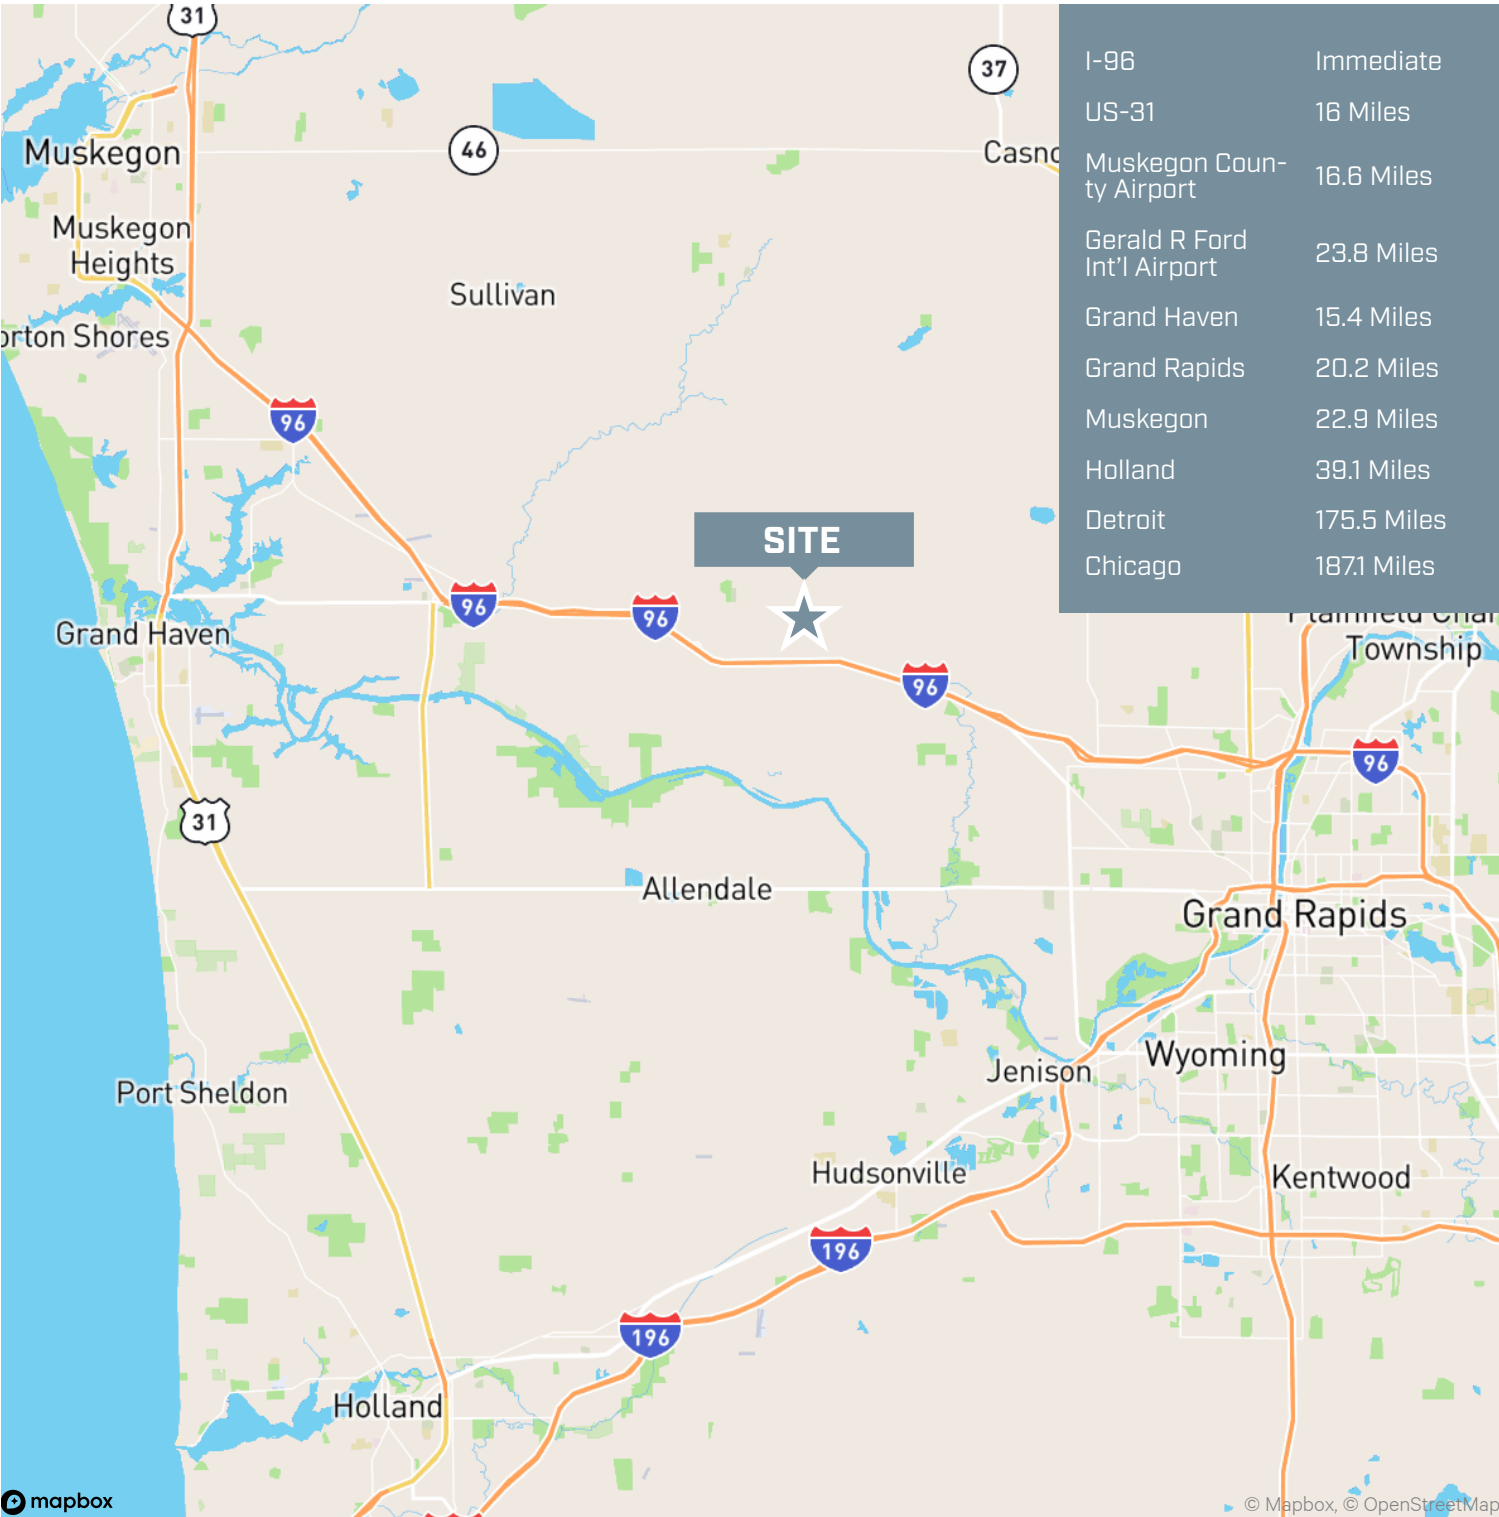 31
37
I-96 Immediate
US-31 16 Miles
Muskegon Coun-
ty Airport 16.6 Miles
Gerald R Ford
Int'l Airport 23.8 Miles
Grand Haven 15.4 Miles
Grand Rapids 20.2 Miles
Muskegon 22.9 Miles
Holland 39.1 Miles
Detroit 175.5 Miles
Chicago 187.1 Miles
46
Muskegon
Casno
Muskegon
Heights
Sullivan
orton Shores
96
SITE
96
96
Grand Haven
Township
96
96
31
Allendale
Grand Rapids
Wyoming
Jenison
Port Sheldon
Hudsonville
Kentwood
196
196
Holland
mapbox
© Mapbox, © OpenStreetMap